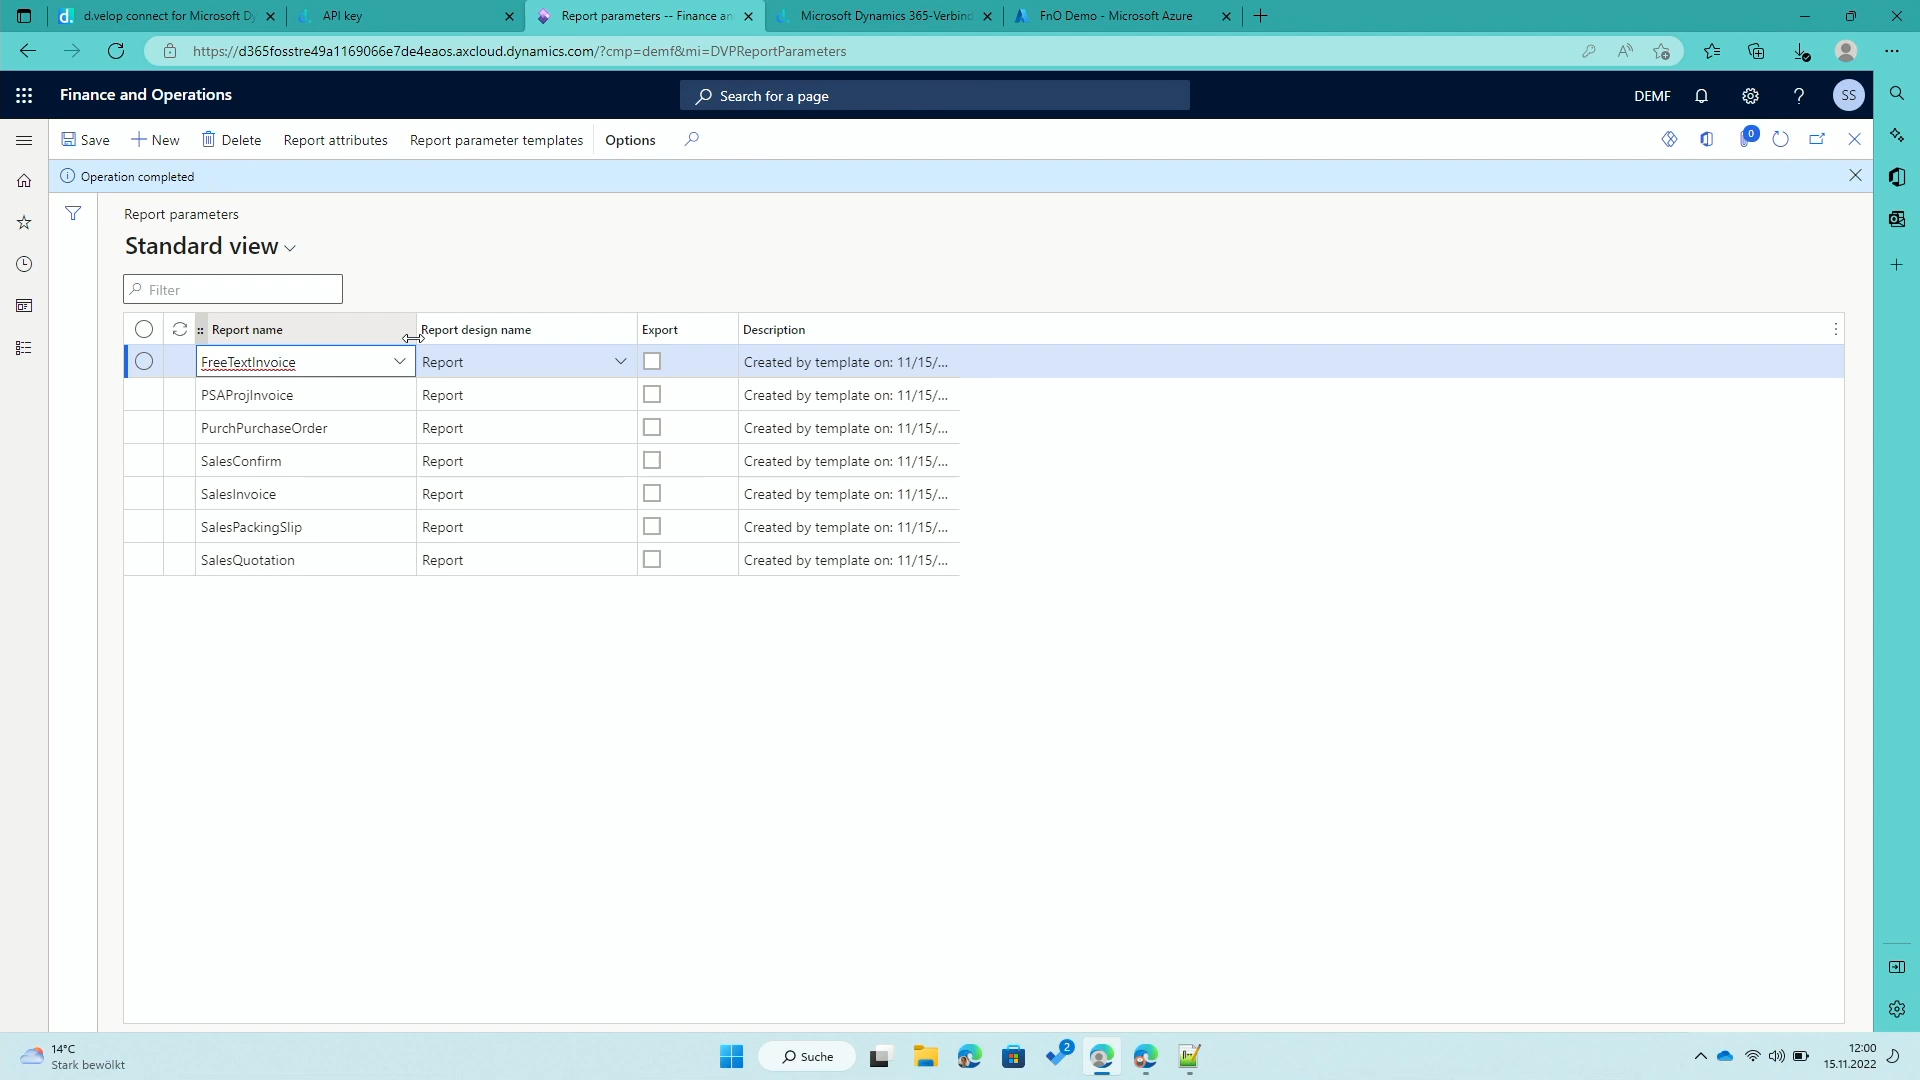 d.velop connect for Microsoft Dy
API key
Report parameters -- Finance an
Microsoft Dynamics 365-Verbind
FnO Demo - Microsoft Azure
https://d365fosstre49a1169066e7de4eaos.axcloud.dynamics.com/?cmp=demf&mi=DVPReportParameters
Finance and Operations
Search for a page
DEMF
SS
Save
New
Delete
Report attributes
Report parameter templates
Options
0
Operation completed
Report parameters
Standard view
Filter
Report name Report design name Export Description
FreeTextInvoice Report Created by template on: 11/15/...
PSAProjInvoice Report Created by template on: 11/15/...
PurchPurchaseOrder Report Created by template on: 11/15/...
SalesConfirm Report Created by template on: 11/15/...
SalesInvoice Report Created by template on: 11/15/...
SalesPackingSlip Report Created by template on: 11/15/...
SalesQuotation Report Created by template on: 11/15/...
14°C
Stark bewölkt
Suche
2
12:00
15.11.2022